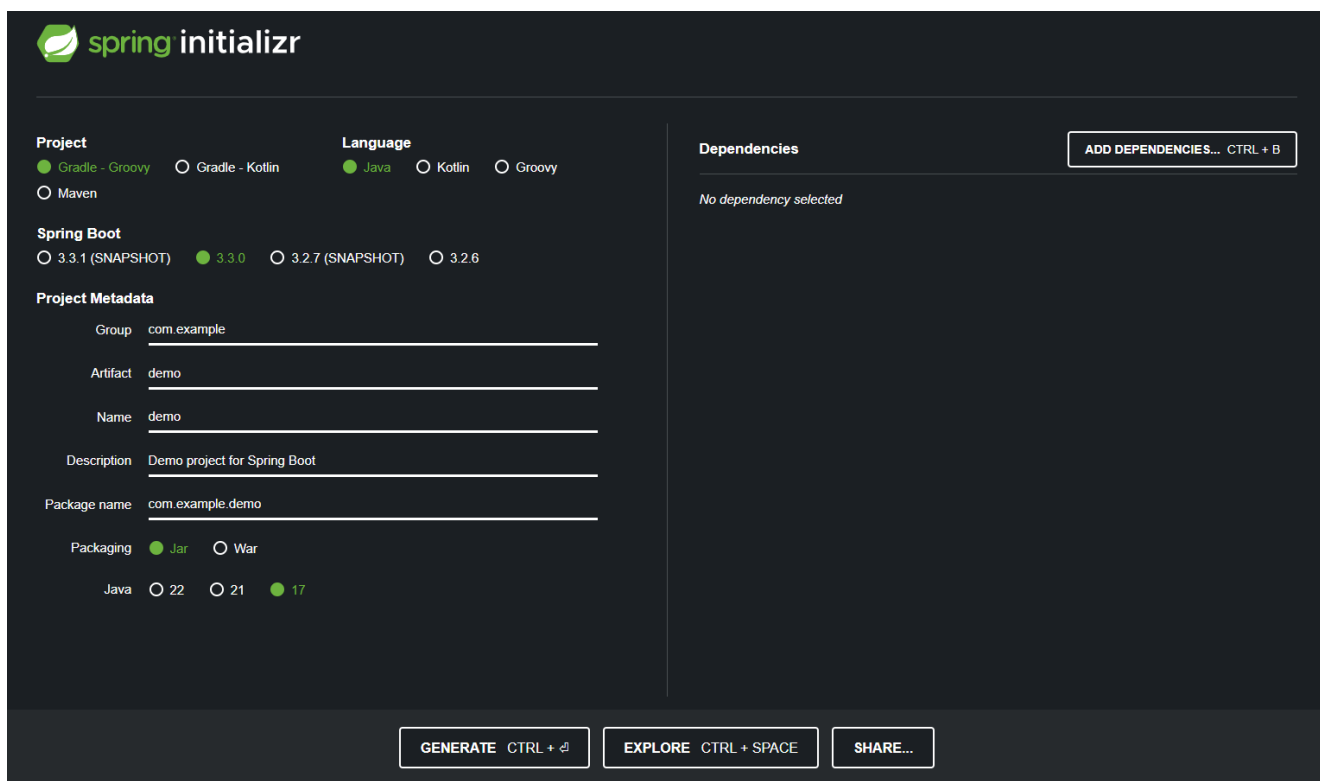 spring initializr
Project
Gradle - Groovy Gradle - Kotlin
Maven
Language
Java Kotlin Groovy
Spring Boot
3.3.1 (SNAPSHOT) 3.3.0 3.2.7 (SNAPSHOT) 3.2.6
Project Metadata
Group com.example
Artifact demo
Name demo
Description Demo project for Spring Boot
Package name com.example.demo
Packaging Jar War
Java 22 21 17
Dependencies
ADD DEPENDENCIES... CTRL + B
No dependency selected
GENERATE CTRL + ⏎
EXPLORE CTRL + SPACE
SHARE...